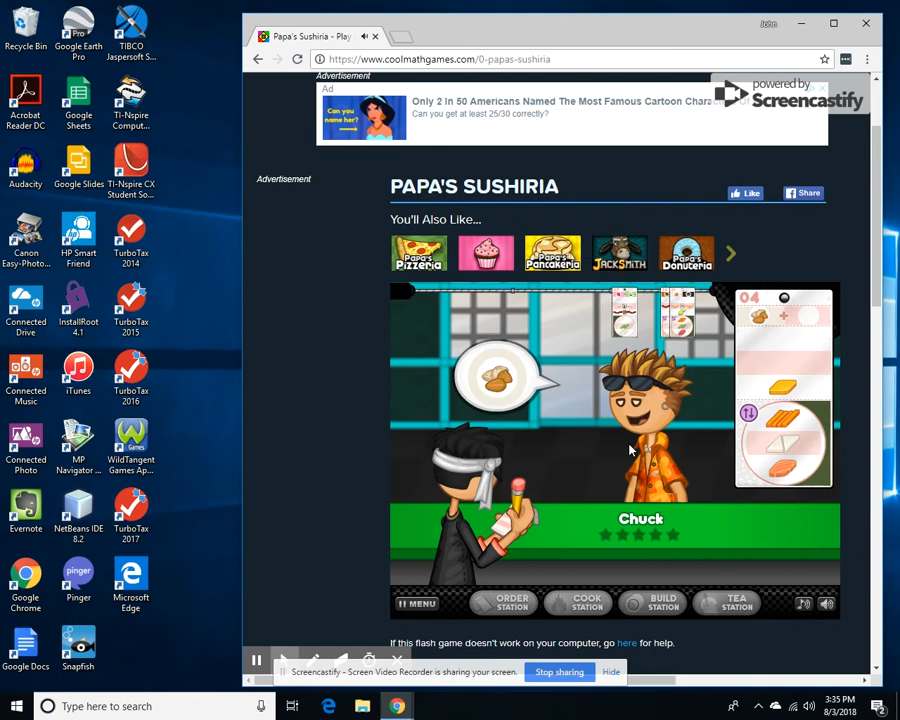 Recycle Bin
Google Earth
Pro
TIBCO
Jaspersoft S...
Acrobat
Reader DC
Google
Sheets
TI-Nspire
Comput...
Audacity
Google Slides
TI-Nspire CX
Student So...
Canon
Easy-Photo...
HP Smart
Friend
TurboTax
2014
Connected
Drive
InstallRoot
4.1
TurboTax
2015
Connected
Music
iTunes
TurboTax
2016
Connected
Photo
MP
Navigator ...
WildTangent
Games Ap...
Evernote
NetBeans IDE
8.2
TurboTax
2017
Google
Chrome
Pinger
Microsoft
Edge
Google Docs
Snapfish
John
Papa's Sushiria - Play
https://www.coolmathgames.com/0-papas-sushiria
Advertisement
Ad
Can you
name her?
Only 2 In 50 Americans Named The Most Famous Cartoon
Can you get at least 25/30 correctly?
powered by
Screencastify
Advertisement
PAPA'S SUSHIRIA
Like
Share
You'll Also Like...
Papa's
Pizzeria
Papa's
Pancakeria
JackSmith
Papa's
Donuteria
04
Chuck
MENU
ORDER
STATION
COOK
STATION
BUILD
STATION
TEA
STATION
If this flash game doesn't work on your computer, go here for help.
Screencastify - Screen Video Recorder is sharing your screen.
Stop sharing
Hide
Type here to search
3:35 PM
8/3/2018
2